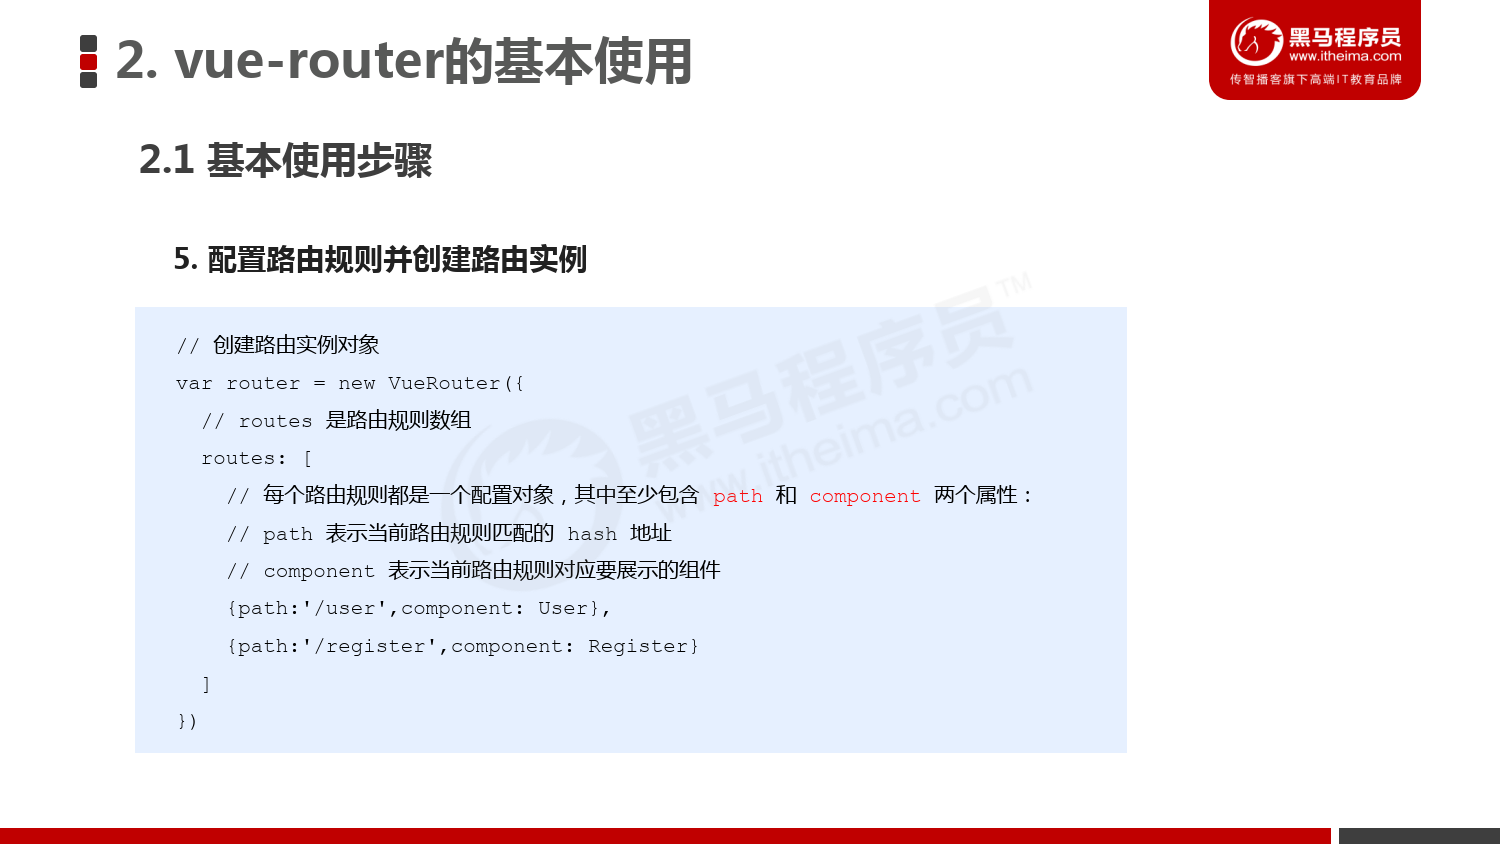 2. vue-router的基本使用
黑马程序员
www.itheima.com
传智播客旗下高端IT教育品牌
2.1 基本使用步骤
5. 配置路由规则并创建路由实例
// 创建路由实例对象
var router = new VueRouter({
// routes 是路由规则数组
routes: [
// 每个路由规则都是一个配置对象，其中至少包含 path 和 component 两个属性：
// path 表示当前路由规则匹配的 hash 地址
// component 表示当前路由规则对应要展示的组件
{path:'/user',component: User},
{path:'/register',component: Register}
]
})
黑马程序员™
www.itheima.com